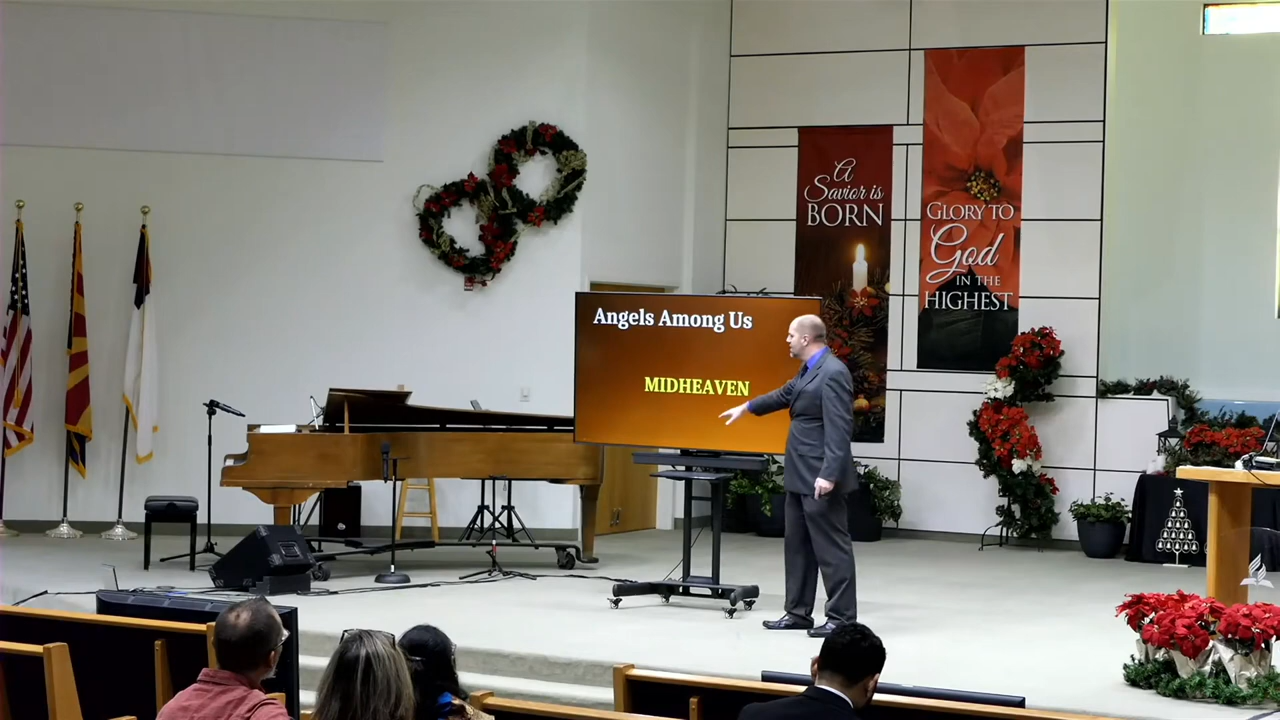 A
Savior is
BORN
GLORY TO
God
IN THE
HIGHEST
Angels Among Us
MIDHEAVEN